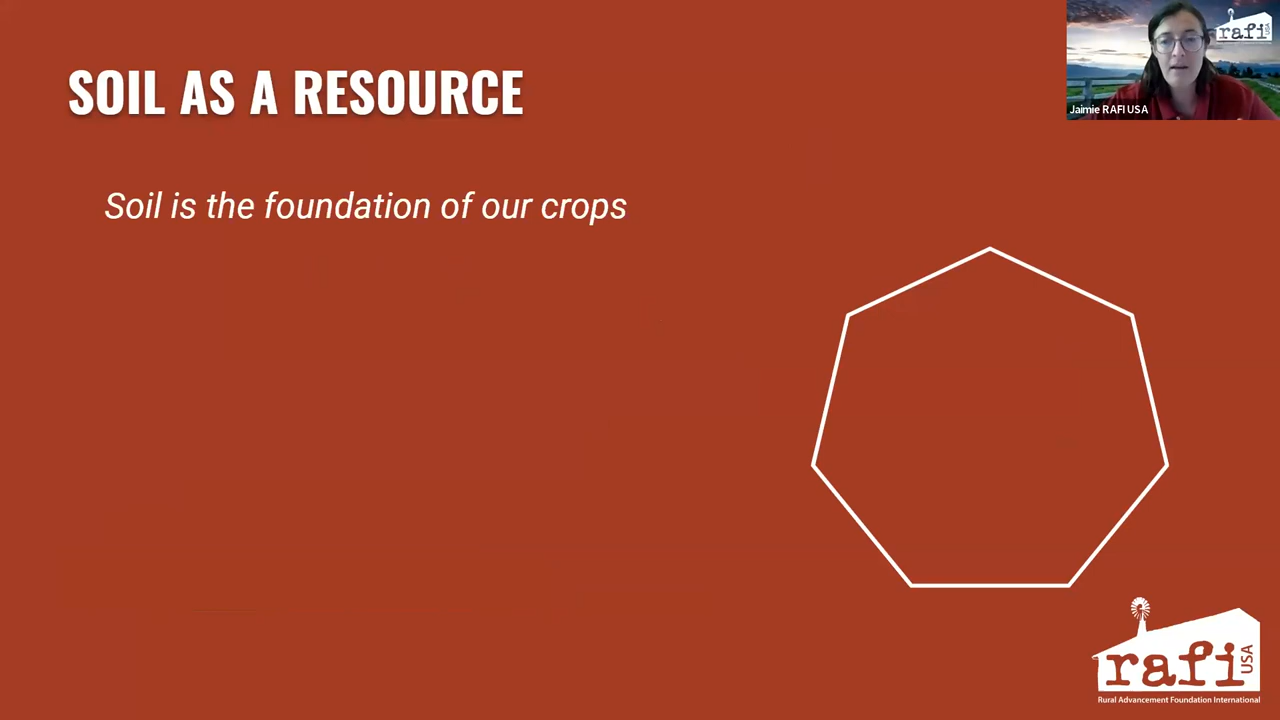 SOIL AS A RESOURCE
rafi
USA
Jaimie RAFI USA
Soil is the foundation of our crops
rafi
USA
Rural Advancement Foundation International